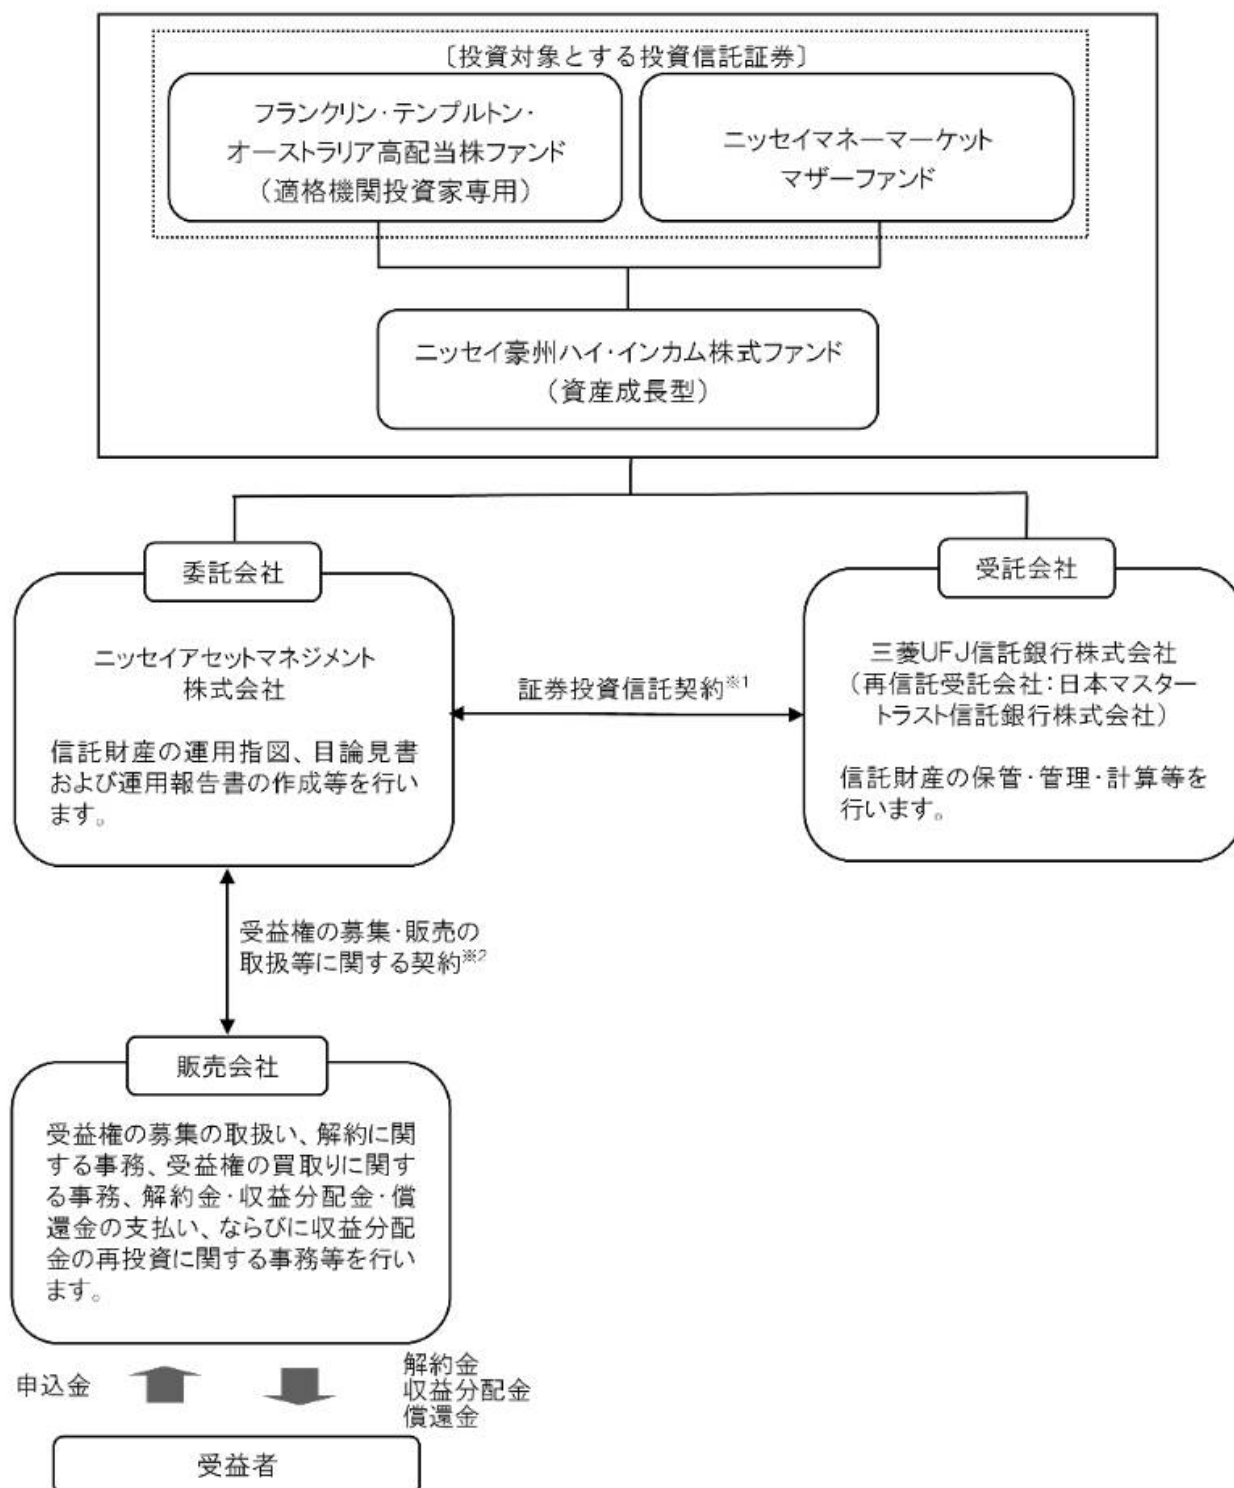 〔投資対象とする投資信託証券〕
フランクリン・テンプルトン・
オーストラリア高配当株ファンド
（適格機関投資家専用）
ニッセイマネーマーケット
マザーファンド
ニッセイ豪州ハイ・インカム株式ファンド
（資産成長型）
委託会社
ニッセイアセットマネジメント
株式会社
信託財産の運用指図、目論見書
および運用報告書の作成等を行い
ます。
証券投資信託契約※1
受託会社
三菱UFJ信託銀行株式会社
（再信託受託会社：日本マスター
トラスト信託銀行株式会社）
信託財産の保管・管理・計算等を
行います。
受益権の募集・販売の
取扱等に関する契約※2
販売会社
受益権の募集の取扱い、解約に関
する事務、受益権の買取りに関す
る事務、解約金・収益分配金・償
還金の支払い、ならびに収益分配
金の再投資に関する事務等を行い
ます。
申込金
解約金
収益分配金
償還金
受益者